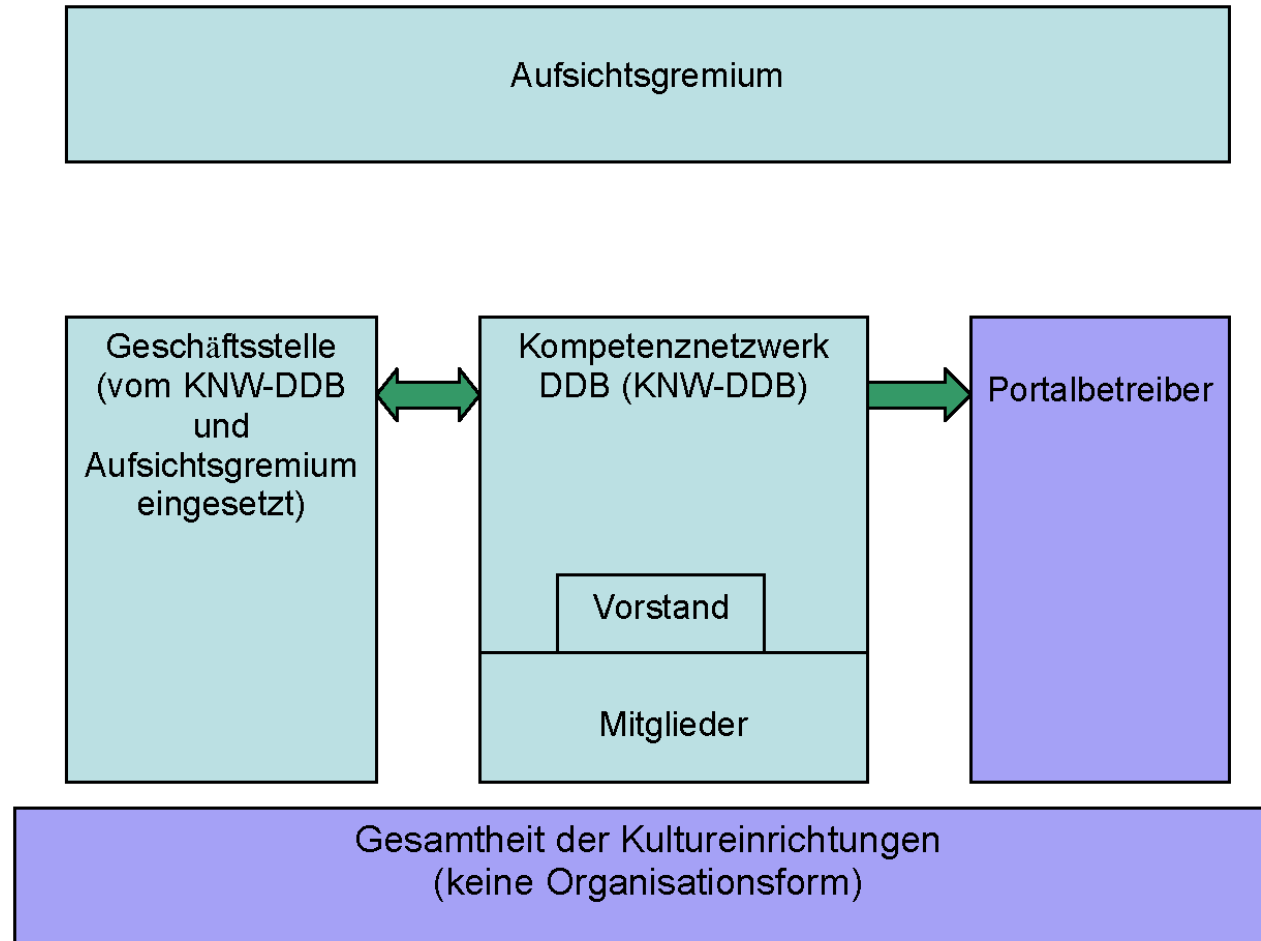 Aufsichtsgremium
Geschäftsstelle
(vom KNW-DDB
und
Aufsichtsgremium
eingesetzt)
Kompetenznetzwerk
DDB (KNW-DDB)
Vorstand
Mitglieder
Portalbetreiber
Gesamtheit der Kultureinrichtungen
(keine Organisationsform)